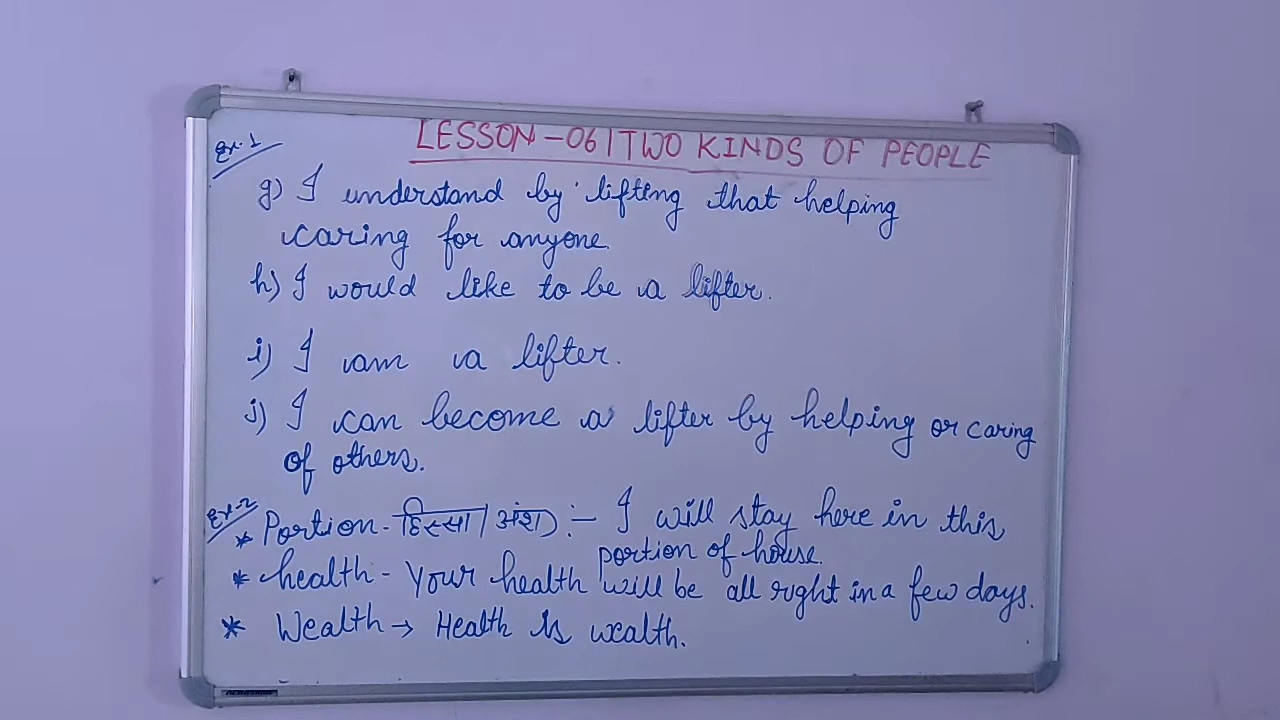 LESSON-06|TWO KINDS OF PEOPLE
Ex-1
g) I understand by lifting that helping
caring for anyone.
h) I would like to be a lifter.
i) I am a lifter.
j) I can become a lifter by helping or caring
of others.
Ex-2
* Portion - हिस्सा/अंश :- I will stay here in this
portion of house.
* health - Your health will be all right in a few days.
* Wealth → Health is wealth.